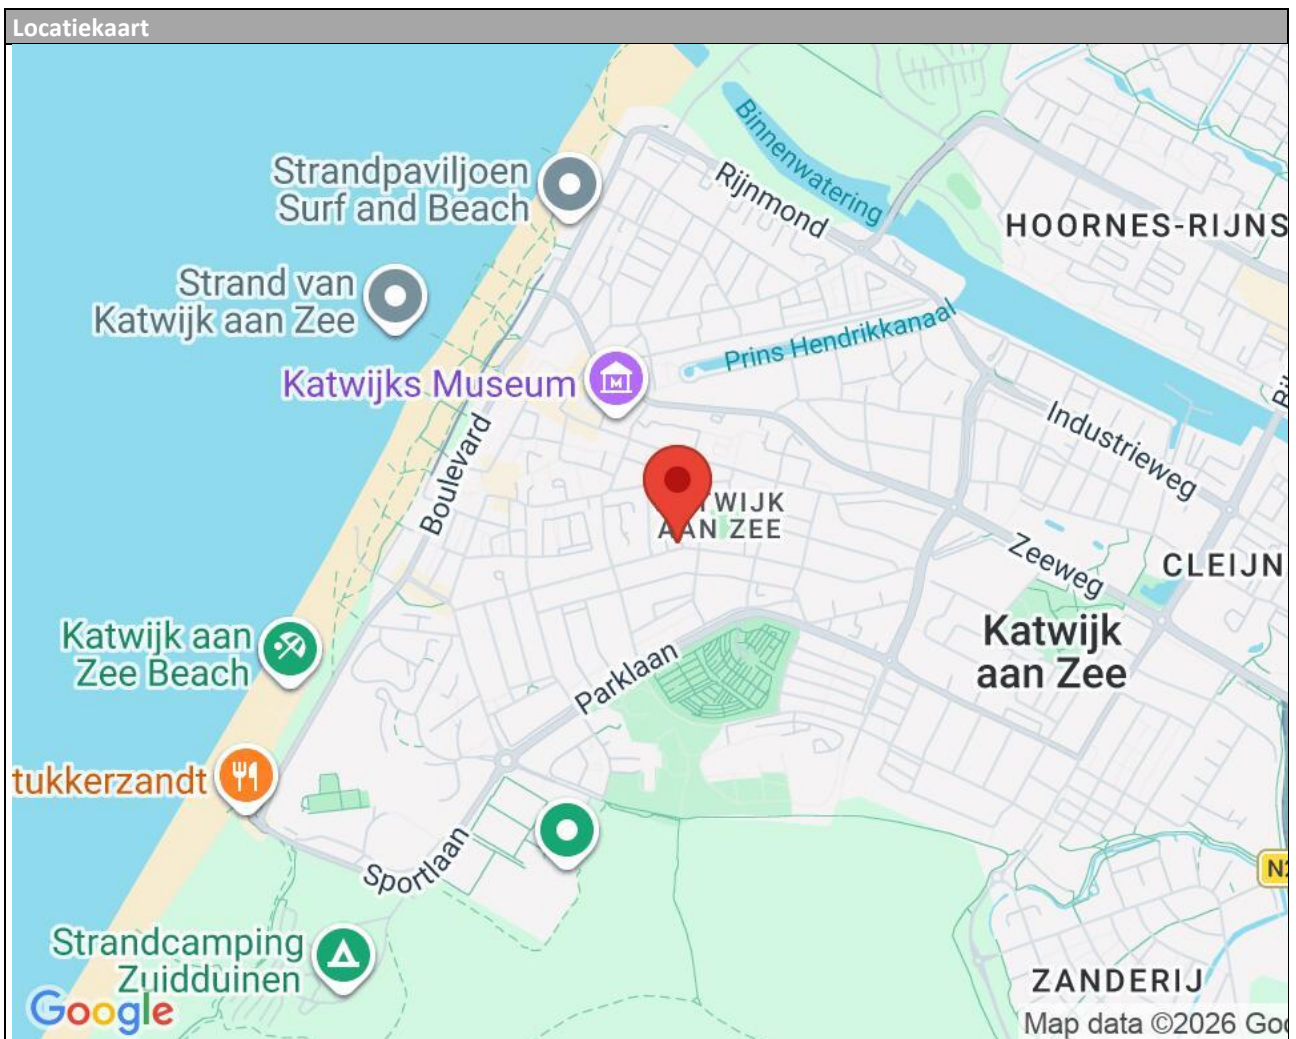 Locatiekaart
Strandpaviljoen
Surf and Beach
Binnenwatering
Rijnmond
HOORNES-RIJNS
Strand van
Katwijk aan Zee
Prins Hendrikkanaal
Katwijks Museum
Boulevard
Industrieweg
TWIJK
AAN ZEE
Zeeweg
CLEIJN
Katwijk
aan Zee
Katwijk aan
Zee Beach
Parklaan
tukkerzandt
Sportlaan
Strandcamping
Zuidduinen
ZANDERIJ
Google
Map data ©2026 Goo